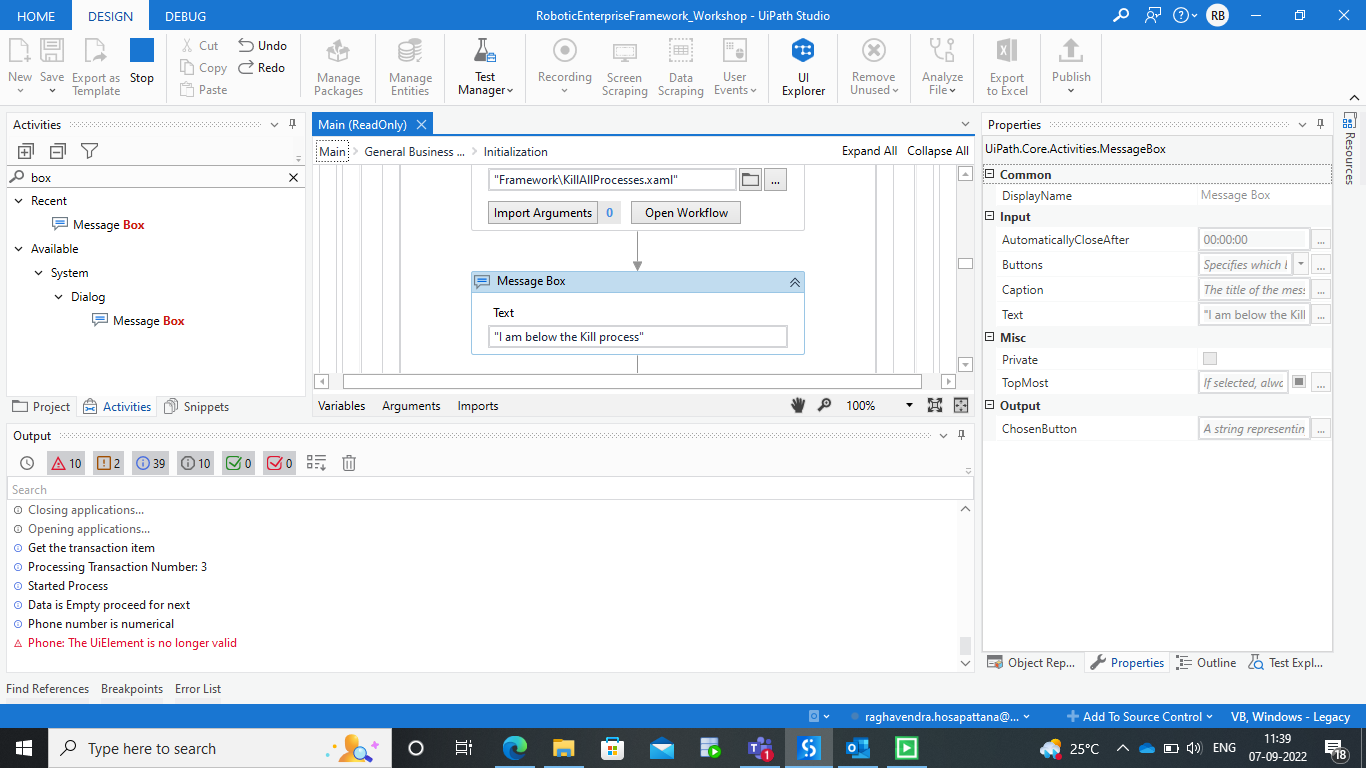 HOME DESIGN DEBUG RoboticEnterpriseFramework_Workshop - UiPath Studio RB
New Save Export as Template Stop Cut Copy Paste Undo Redo Manage Packages Manage Entities Test Manager Recording Screen Scraping Data Scraping User Events UI Explorer Remove Unused Analyze File Export to Excel Publish
Activities
box
Recent
Message Box
Available
System
Dialog
Message Box
Project Activities Snippets
Main (ReadOnly)
Main General Business ... Initialization Expand All Collapse All
"Framework\KillAllProcesses.xaml" ...
Import Arguments 0 Open Workflow
Message Box
Text
"I am below the Kill process"
Variables Arguments Imports 100%
Output
10 2 39 10 0 0
Search
Closing applications...
Opening applications...
Get the transaction item
Processing Transaction Number: 3
Started Process
Data is Empty proceed for next
Phone number is numerical
Phone: The UiElement is no longer valid
Find References Breakpoints Error List
Properties
UiPath.Core.Activities.MessageBox
Common
DisplayName Message Box
Input
AutomaticallyCloseAfter 00:00:00 ...
Buttons Specifies which ...
Caption The title of the mes ...
Text "I am below the Kill ...
Misc
Private
TopMost If selected, alwa ...
Output
ChosenButton A string representin ...
Object Rep... Properties Outline Test Expl...
Resources
raghavendra.hosapattana@... Add To Source Control VB, Windows - Legacy
Type here to search 1 25°C ENG 11:39
07-09-2022 18